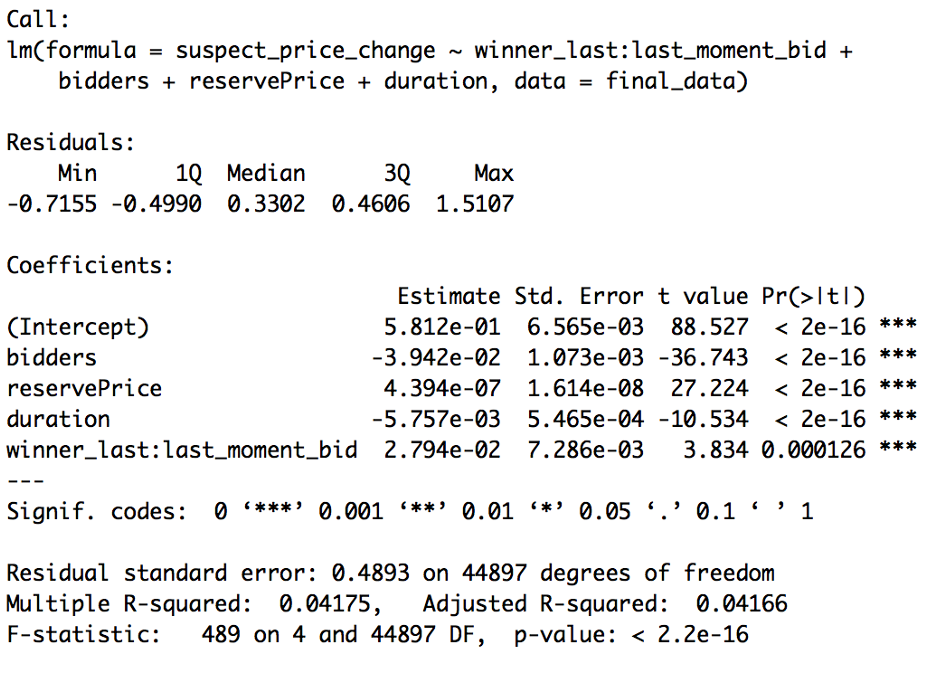 Call:
lm(formula = suspect_price_change ~ winner_last:last_moment_bid +
    bidders + reservePrice + duration, data = final_data)

Residuals:
    Min      1Q  Median      3Q     Max
-0.7155 -0.4990  0.3302  0.4606  1.5107

Coefficients:
                              Estimate Std. Error t value Pr(>|t|)
(Intercept)                  5.812e-01  6.565e-03  88.527  < 2e-16 ***
bidders                     -3.942e-02  1.073e-03 -36.743  < 2e-16 ***
reservePrice                 4.394e-07  1.614e-08  27.224  < 2e-16 ***
duration                    -5.757e-03  5.465e-04 -10.534  < 2e-16 ***
winner_last:last_moment_bid  2.794e-02  7.286e-03   3.834 0.000126 ***
---
Signif. codes:  0 ‘***’ 0.001 ‘**’ 0.01 ‘*’ 0.05 ‘.’ 0.1 ‘ ’ 1

Residual standard error: 0.4893 on 44897 degrees of freedom
Multiple R-squared:  0.04175,   Adjusted R-squared:  0.04166
F-statistic:   489 on 4 and 44897 DF,  p-value: < 2.2e-16